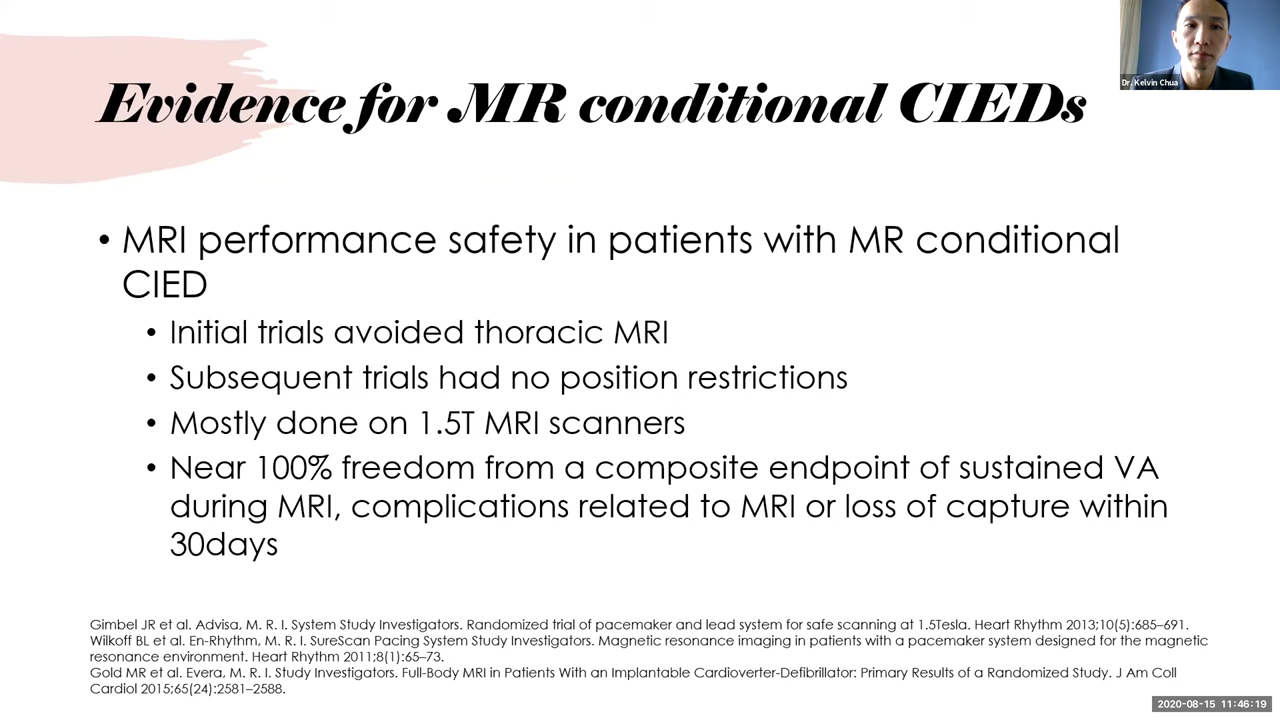 Dr. Kelvin Chua
Evidence for MR conditional CIEDs
• MRI performance safety in patients with MR conditional
CIED
• Initial trials avoided thoracic MRI
• Subsequent trials had no position restrictions
• Mostly done on 1.5T MRI scanners
• Near 100% freedom from a composite endpoint of sustained VA
during MRI, complications related to MRI or loss of capture within
30days
Gimbel JR et al. Advisa, M. R. I. System Study Investigators. Randomized trial of pacemaker and lead system for safe scanning at 1.5Tesla. Heart Rhythm 2013;10(5):685–691.
Wilkoff BL et al. En-Rhythm, M. R. I. SureScan Pacing System Study Investigators. Magnetic resonance imaging in patients with a pacemaker system designed for the magnetic
resonance environment. Heart Rhythm 2011;8(1):65–73.
Gold MR et al. Evera, M. R. I. Study Investigators. Full-Body MRI in Patients With an Implantable Cardioverter-Defibrillator: Primary Results of a Randomized Study. J Am Coll
Cardiol 2015;65(24):2581–2588.
2020-08-15 11:46:19